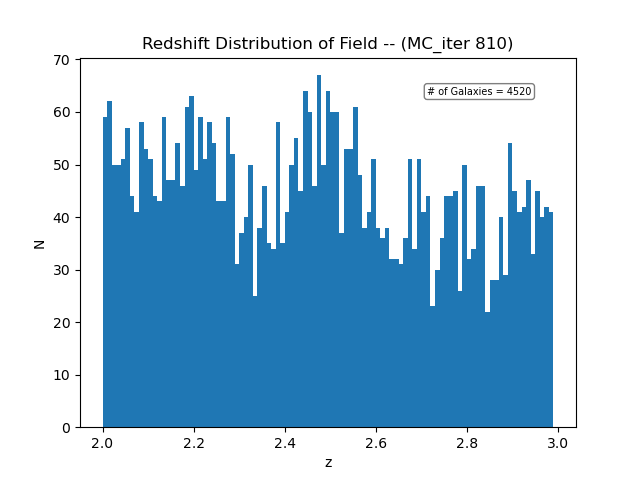 Redshift Distribution of Field -- (MC_iter 810)
# of Galaxies = 4520
70
60
50
40
30
20
10
0
N
2.0 2.2 2.4 2.6 2.8 3.0
z